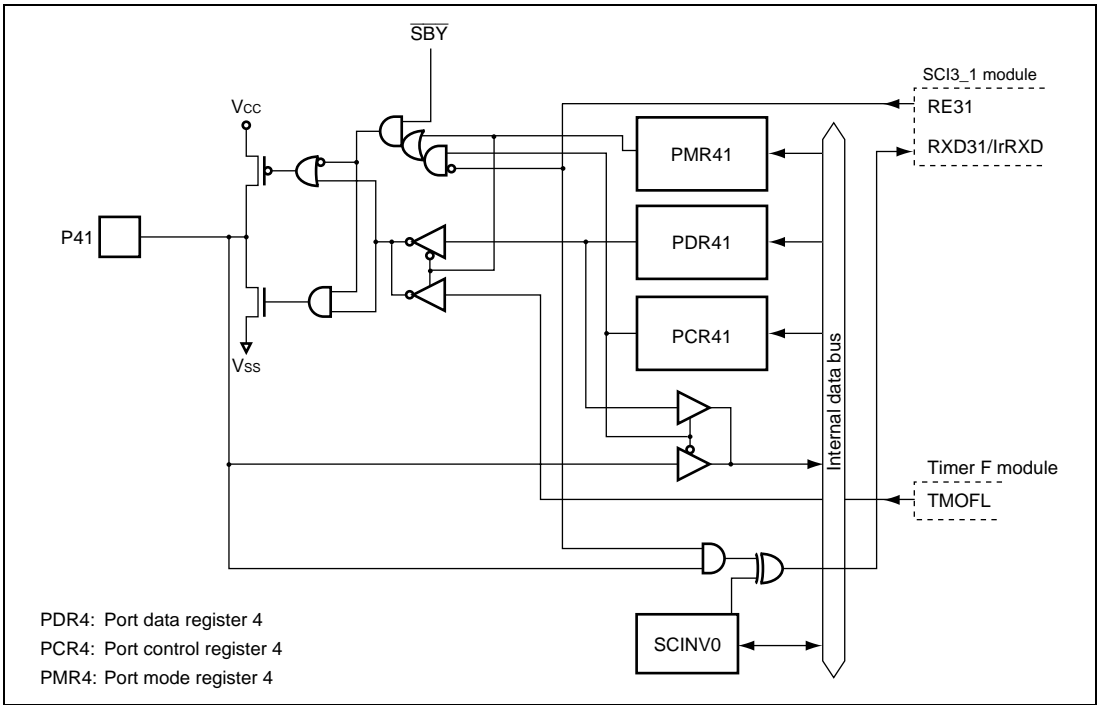 SBY
SCI3_1 module
VCC
RE31
RXD31/IrRXD
PMR41
P41
PDR41
PCR41
VSS
Internal data bus
Timer F module
TMOFL
SCINV0
PDR4: Port data register 4
PCR4: Port control register 4
PMR4: Port mode register 4